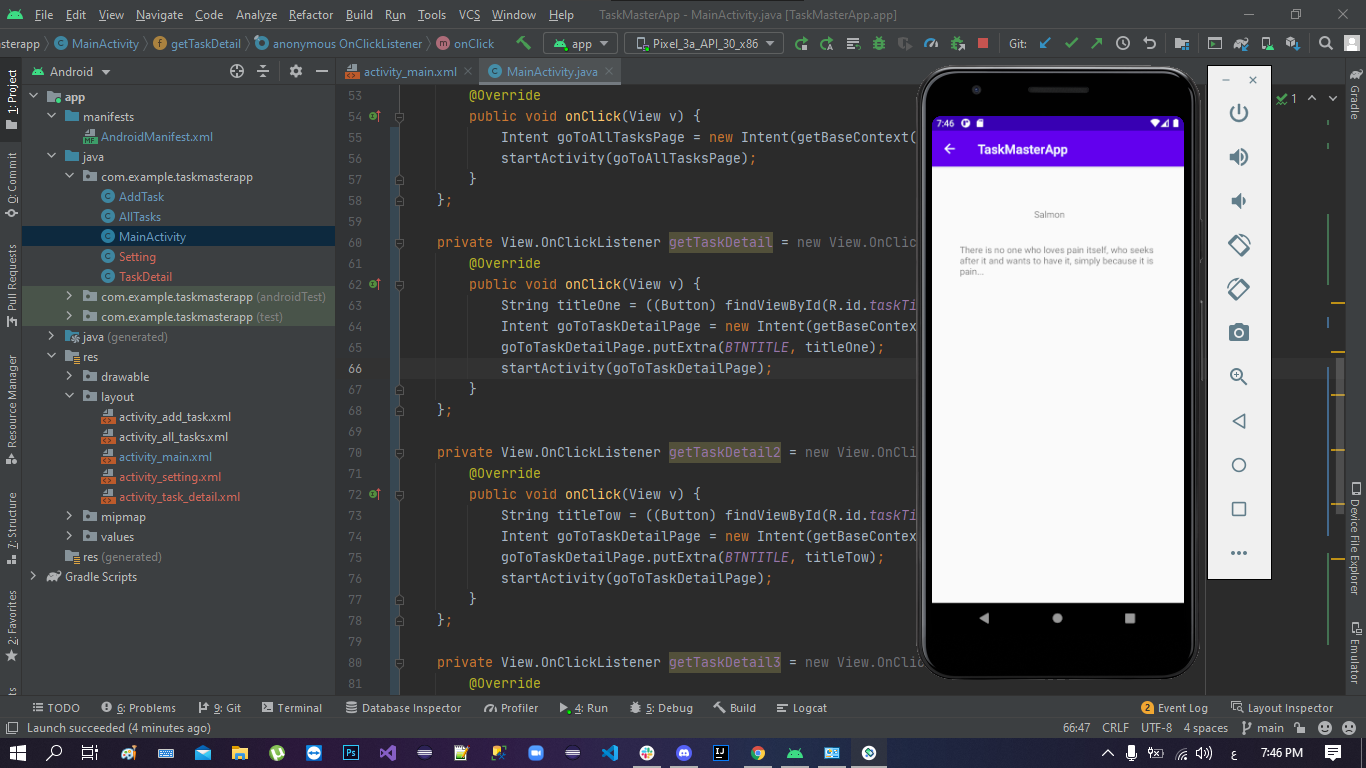 File Edit View Navigate Code Analyze Refactor Build Run Tools VCS Window Help TaskMasterApp - MainActivity.java [TaskMasterApp.app]
sterapp MainActivity getTaskDetail anonymous OnClickListener onClick app Pixel_3a_API_30_x86 Git:
Android
activity_main.xml MainActivity.java
1: Project
0: Commit
Pull Requests
Resource Manager
7: Structure
2: Favorites
app
manifests
AndroidManifest.xml
java
com.example.taskmasterapp
AddTask
AllTasks
MainActivity
Setting
TaskDetail
com.example.taskmasterapp (androidTest)
com.example.taskmasterapp (test)
java (generated)
res
drawable
layout
activity_add_task.xml
activity_all_tasks.xml
activity_main.xml
activity_setting.xml
activity_task_detail.xml
mipmap
values
res (generated)
Gradle Scripts
53 @Override
54 public void onClick(View v) {
55 Intent goToAllTasksPage = new Intent(getBaseContext(
56 startActivity(goToAllTasksPage);
57 }
58 };
59
60 private View.OnClickListener getTaskDetail = new View.OnClic
61 @Override
62 public void onClick(View v) {
63 String titleOne = ((Button) findViewById(R.id.taskTi
64 Intent goToTaskDetailPage = new Intent(getBaseContex
65 goToTaskDetailPage.putExtra(BTNTITLE, titleOne);
66 startActivity(goToTaskDetailPage);
67 }
68 };
69
70 private View.OnClickListener getTaskDetail2 = new View.OnCli
71 @Override
72 public void onClick(View v) {
73 String titleTow = ((Button) findViewById(R.id.taskTi
74 Intent goToTaskDetailPage = new Intent(getBaseContex
75 goToTaskDetailPage.putExtra(BTNTITLE, titleTow);
76 startActivity(goToTaskDetailPage);
77 }
78 };
79
80 private View.OnClickListener getTaskDetail3 = new View.OnCli
81 @Override
7:46
TaskMasterApp
Salmon
There is no one who loves pain itself, who seeks
after it and wants to have it, simply because it is
pain...
1
Gradle
Device File Explorer
Emulator
TODO 6: Problems 9: Git Terminal Database Inspector Profiler 4: Run 5: Debug Build Logcat 2 Event Log Layout Inspector
Launch succeeded (4 minutes ago) 66:47 CRLF UTF-8 4 spaces main
ع 7:46 PM